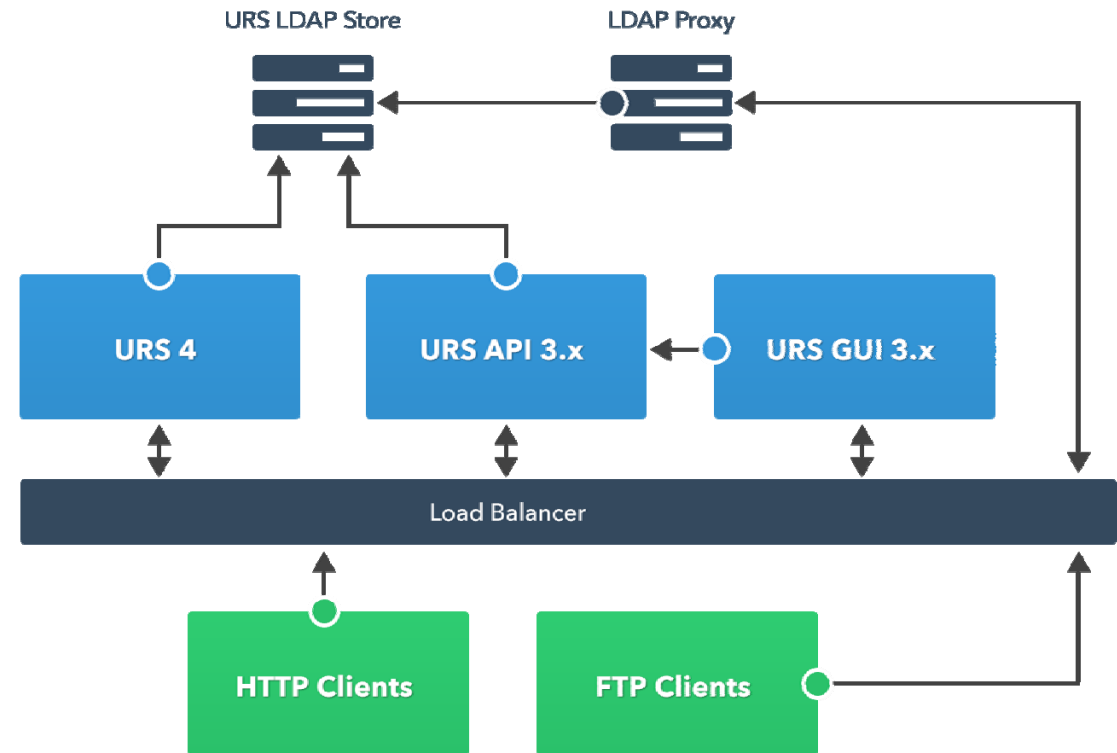 URS LDAP Store
LDAP Proxy
URS 4
URS API 3.x
URS GUI 3.x
Load Balancer
HTTP Clients
FTP Clients